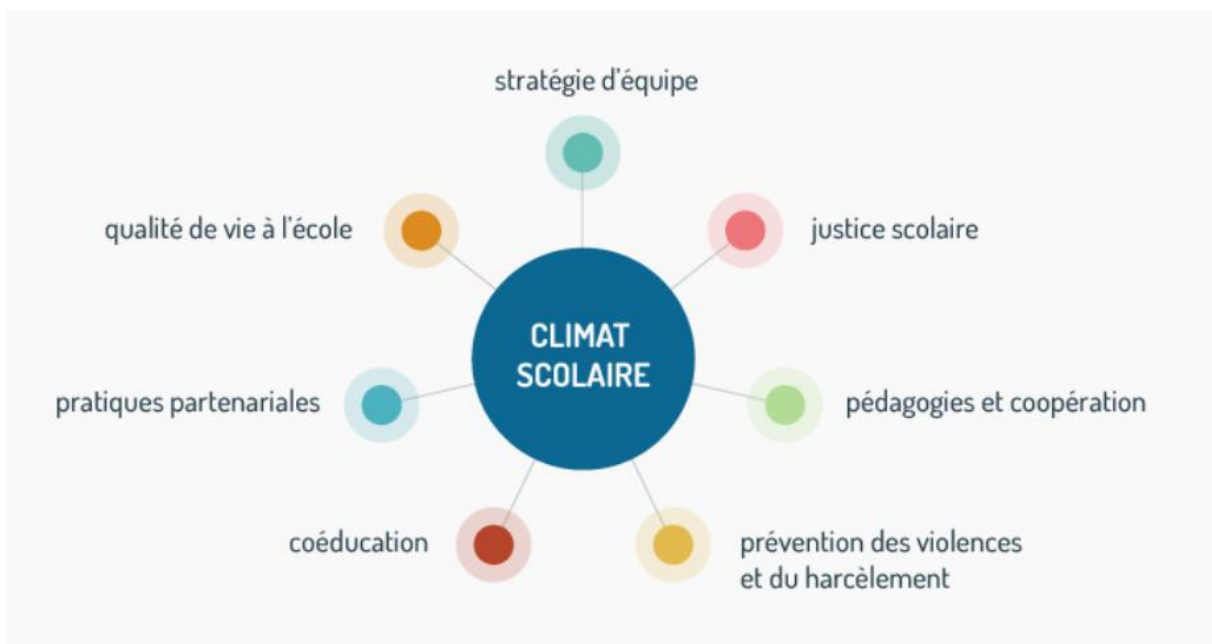 stratégie d'équipe
qualité de vie à l'école
justice scolaire
CLIMAT
SCOLAIRE
pratiques partenariales
pédagogies et coopération
coéducation
prévention des violences
et du harcèlement